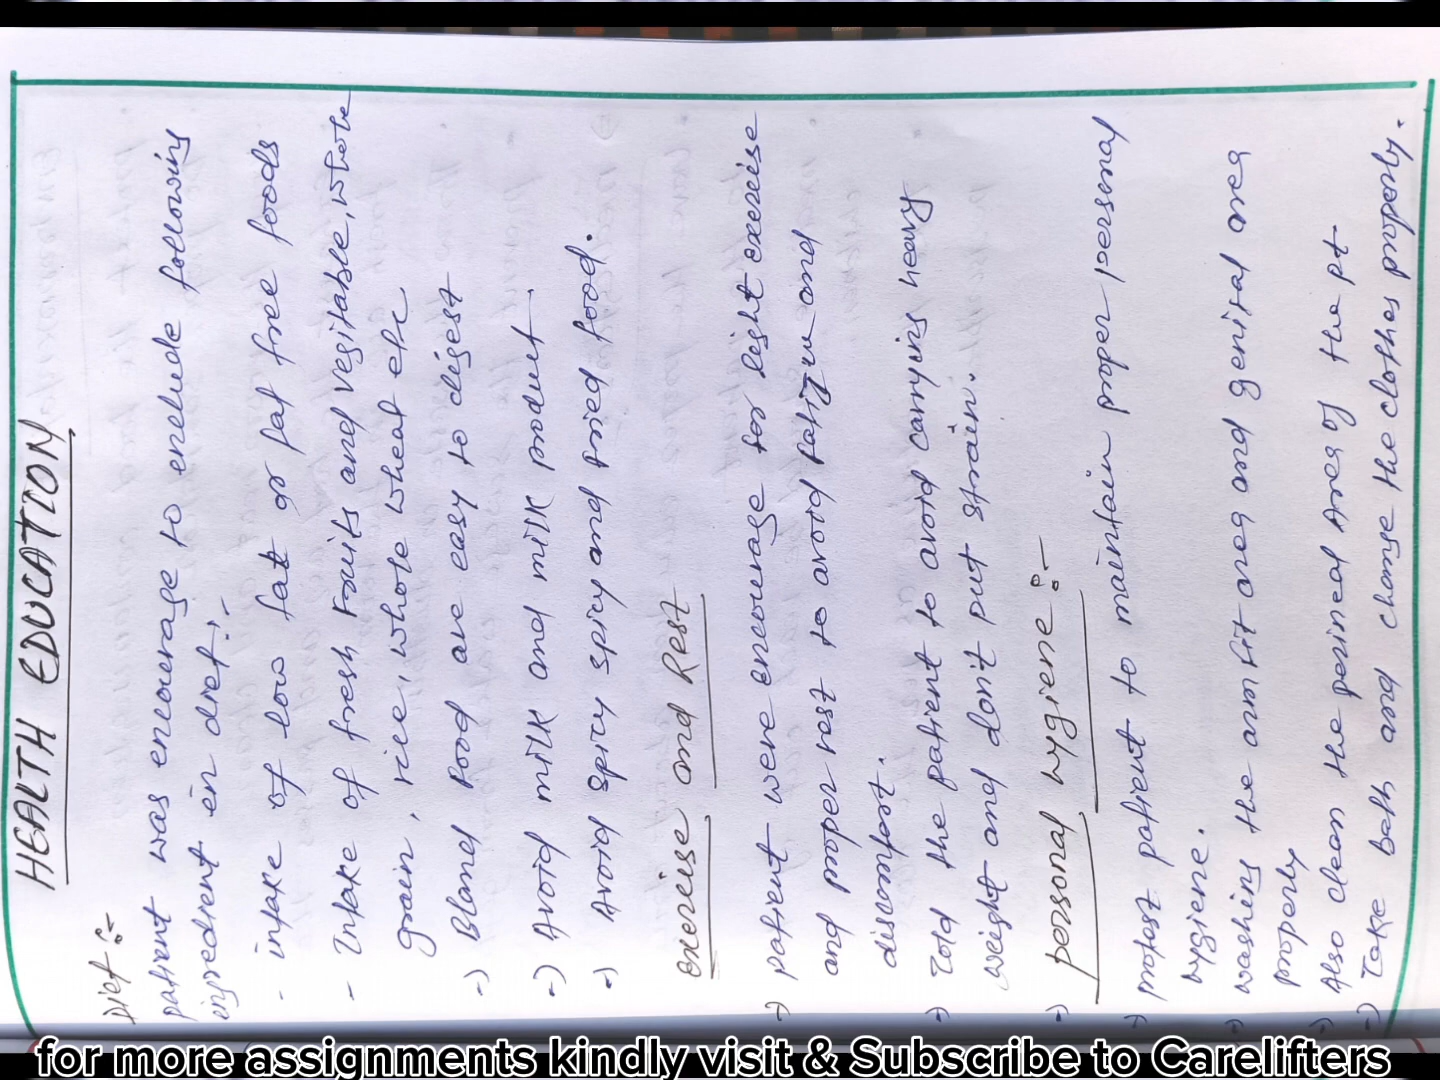 HEALTH EDUCATION
Diet :-
patient was encourage to include following
ingredient in diet :-
- intake of low fat or fat free foods
- Intake of fresh fruits and vegitable, whole
grain, rice, whole wheat etc
-) Bland food are easy to digest
-) Avoid milk and milk product.
-) Avoid spicy spicy and fried food.
exercise and Rest
-) patient were encourage for light exercise
and proper rest to avoid and
discomfort.
-) Told the patient to avoid carrying heavy
weight and don't put strain.
-) personal hygiene :-
-) patient to maintain proper personal
hygiene.
-) washing the arm pit area and genital area
properly
-) Also clean the perineal Area of the pt
-) Take bath and change the clothes properly.
for more assignments kindly visit & Subscribe to Carelifters